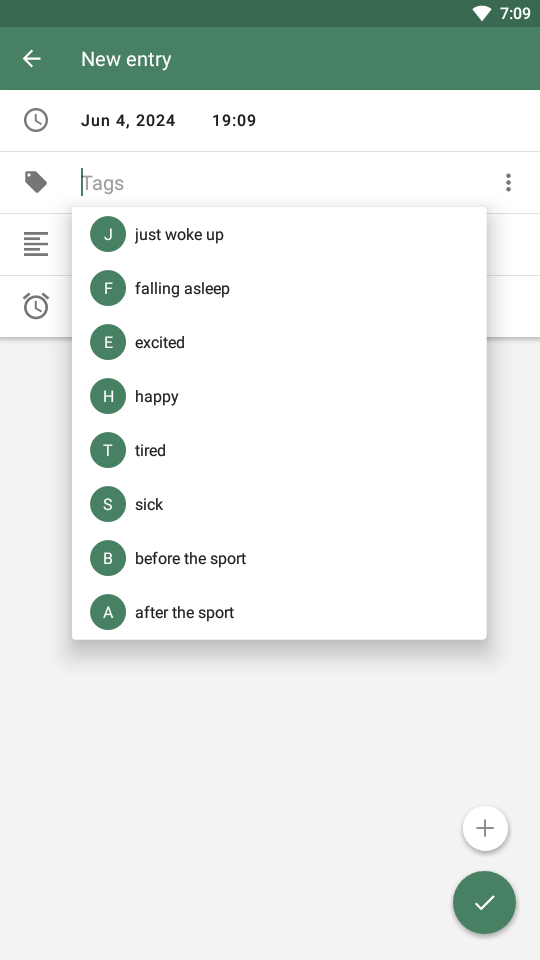 7:09
New entry
Jun 4, 2024 19:09
Tags
J just woke up
F falling asleep
E excited
H happy
T tired
S sick
B before the sport
A after the sport